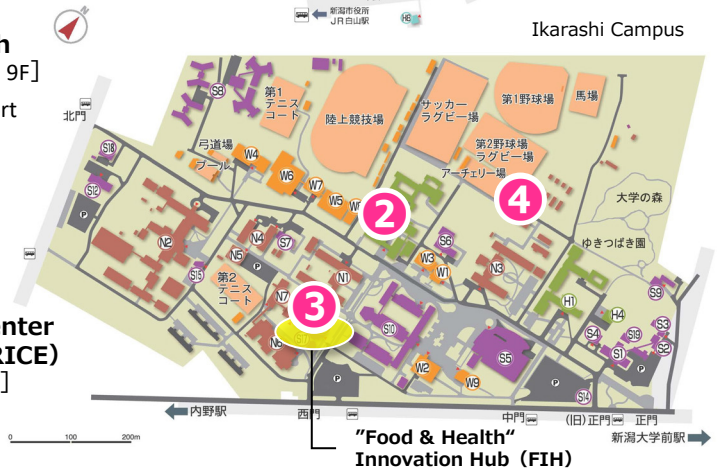 新潟市役所
JR白山駅
H8
Ikarashi Campus
h
9F]
rt
北門
S8
第1
テニス
コート
陸上競技場
サッカー
ラグビー場
第1野球場
馬場
弓道場
プール
第2野球場
ラグビー場
アーチェリー場
大学の森
ゆきつばき園
S18
S12
P
W4
W6
W7
W5
W8
2
4
N2
N4
S7
N5
S15
P
第2
テニス
コート
N7
N1
3
N6
S10
W3
W1
S6
N3
H1
H4
S9
S3
S4
S19
S1
S2
P
S5
W2
W9
P
P
S14
enter
RICE)
]
内野駅
西門
中門
(旧)正門
正門
新潟大学前駅
0 100 200m
”Food & Health“
Innovation Hub (FIH)